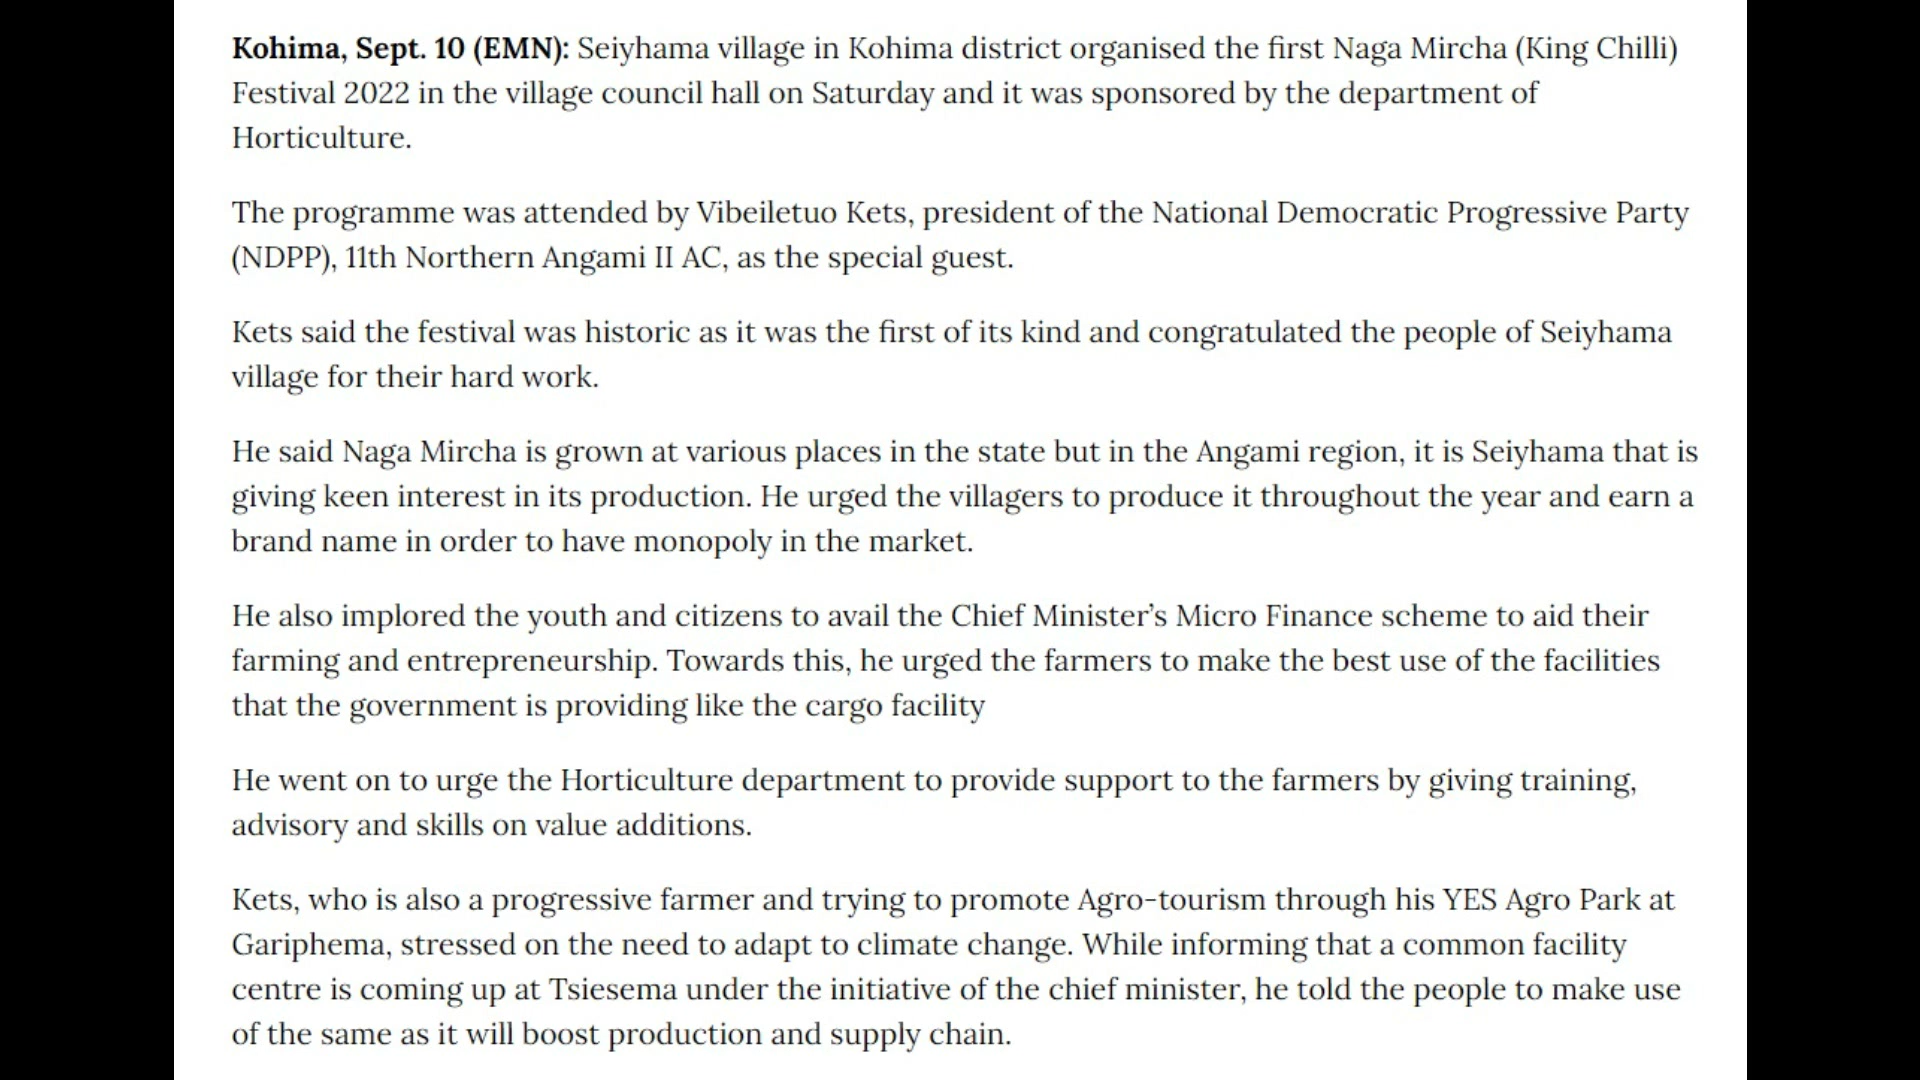 Kohima, Sept. 10 (EMN): Seiyhama village in Kohima district organised the first Naga Mircha (King Chilli)
Festival 2022 in the village council hall on Saturday and it was sponsored by the department of
Horticulture.
The programme was attended by Vibeiletuo Kets, president of the National Democratic Progressive Party
(NDPP), 11th Northern Angami II AC, as the special guest.
Kets said the festival was historic as it was the first of its kind and congratulated the people of Seiyhama
village for their hard work.
He said Naga Mircha is grown at various places in the state but in the Angami region, it is Seiyhama that is
giving keen interest in its production. He urged the villagers to produce it throughout the year and earn a
brand name in order to have monopoly in the market.
He also implored the youth and citizens to avail the Chief Minister’s Micro Finance scheme to aid their
farming and entrepreneurship. Towards this, he urged the farmers to make the best use of the facilities
that the government is providing like the cargo facility
He went on to urge the Horticulture department to provide support to the farmers by giving training,
advisory and skills on value additions.
Kets, who is also a progressive farmer and trying to promote Agro-tourism through his YES Agro Park at
Gariphema, stressed on the need to adapt to climate change. While informing that a common facility
centre is coming up at Tsiesema under the initiative of the chief minister, he told the people to make use
of the same as it will boost production and supply chain.